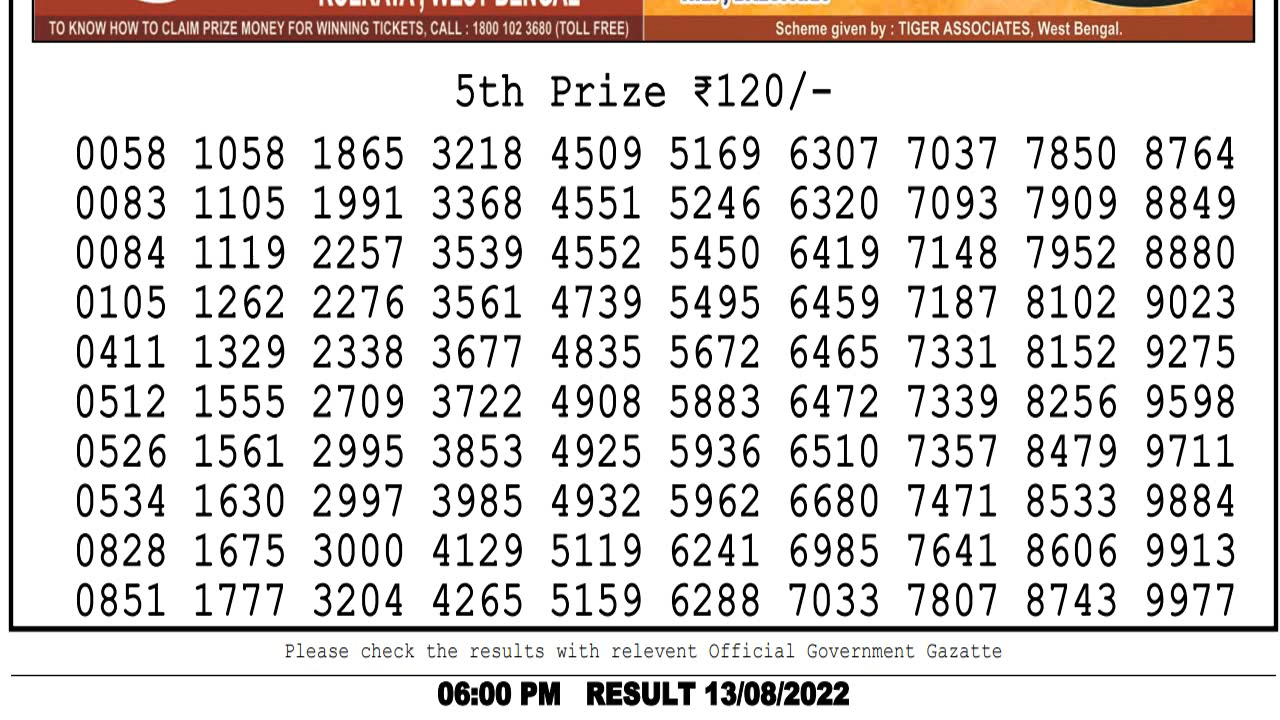 KOLKATA, WEST BENGAL
TO KNOW HOW TO CLAIM PRIZE MONEY FOR WINNING TICKETS, CALL : 1800 102 3680 (TOLL FREE)
Scheme given by : TIGER ASSOCIATES, West Bengal.
5th Prize ₹120/-
0058 1058 1865 3218 4509 5169 6307 7037 7850 8764
0083 1105 1991 3368 4551 5246 6320 7093 7909 8849
0084 1119 2257 3539 4552 5450 6419 7148 7952 8880
0105 1262 2276 3561 4739 5495 6459 7187 8102 9023
0411 1329 2338 3677 4835 5672 6465 7331 8152 9275
0512 1555 2709 3722 4908 5883 6472 7339 8256 9598
0526 1561 2995 3853 4925 5936 6510 7357 8479 9711
0534 1630 2997 3985 4932 5962 6680 7471 8533 9884
0828 1675 3000 4129 5119 6241 6985 7641 8606 9913
0851 1777 3204 4265 5159 6288 7033 7807 8743 9977
Please check the results with relevent Official Government Gazatte
06:00 PM RESULT 13/08/2022